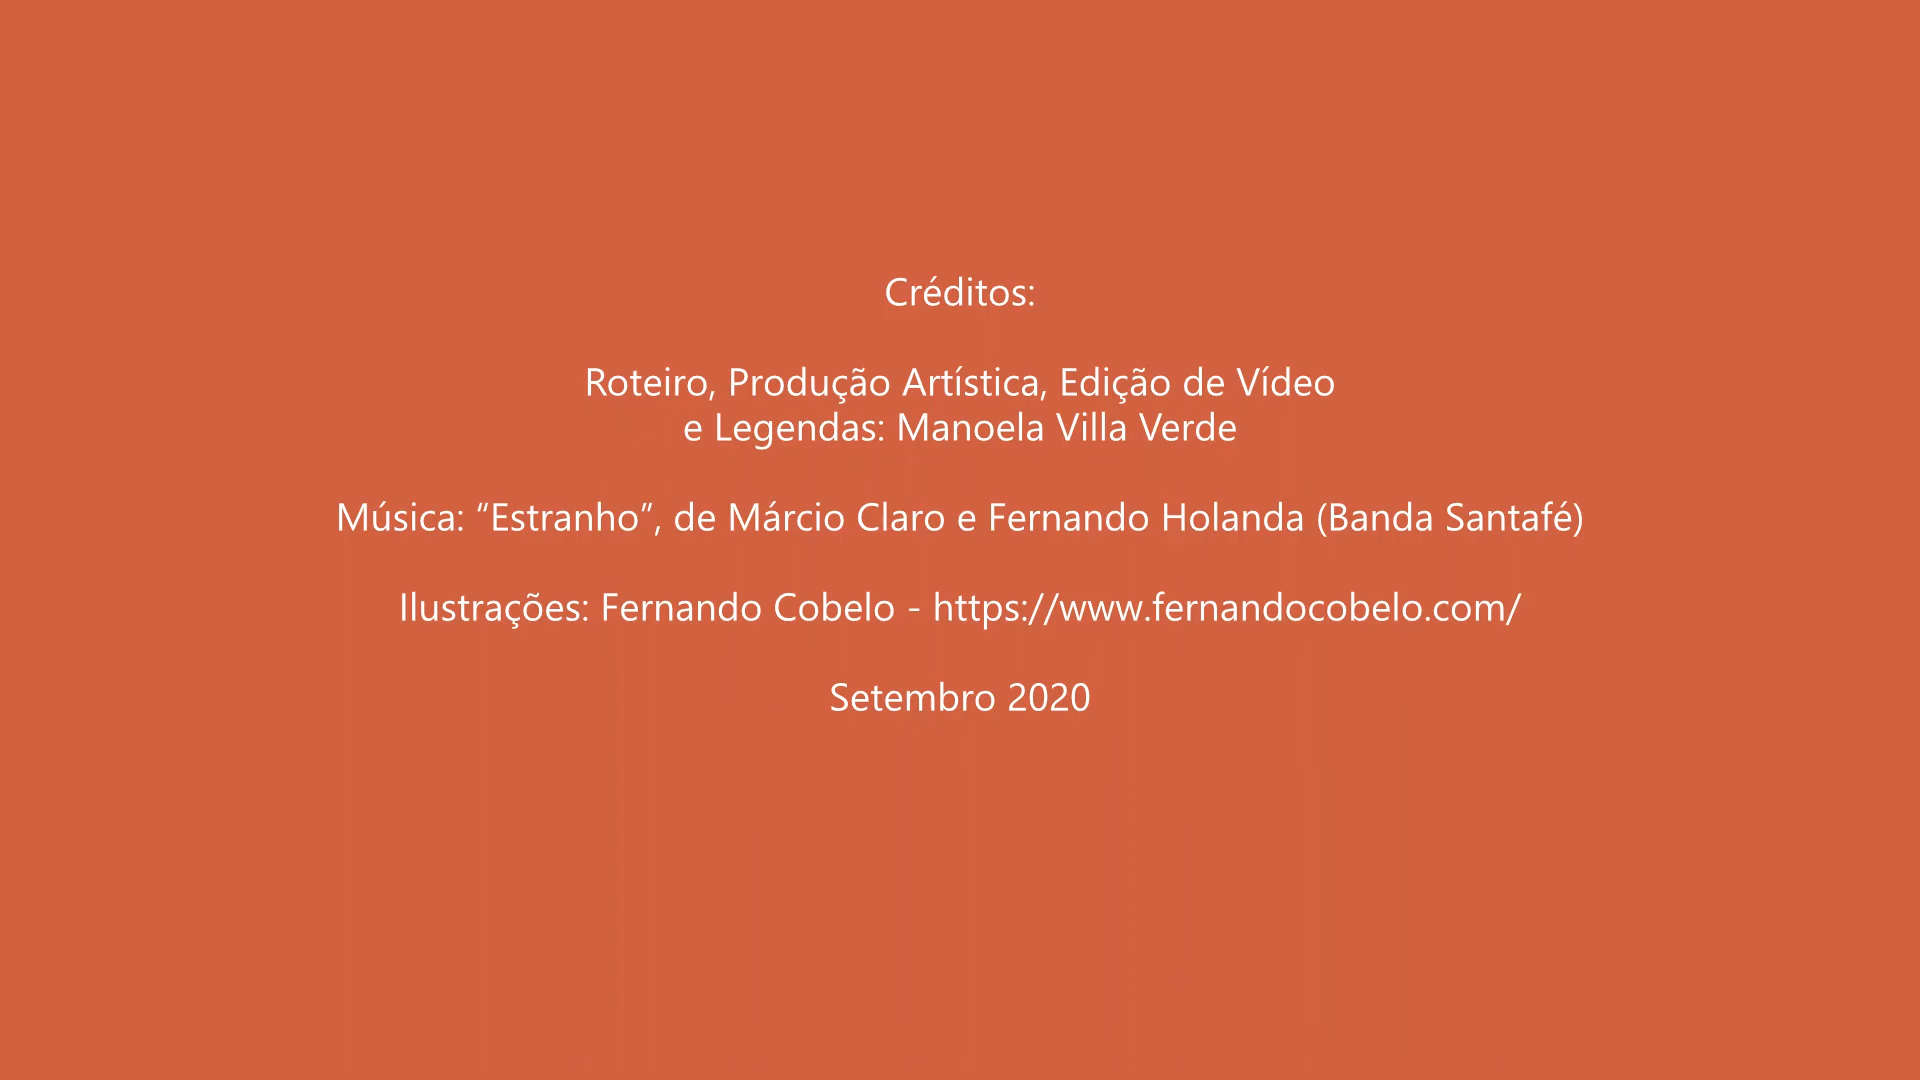 Créditos:
Roteiro, Produção Artística, Edição de Vídeo
e Legendas: Manoela Villa Verde
Música: “Estranho”, de Márcio Claro e Fernando Holanda (Banda Santafé)
Ilustrações: Fernando Cobelo - https://www.fernandocobelo.com/
Setembro 2020